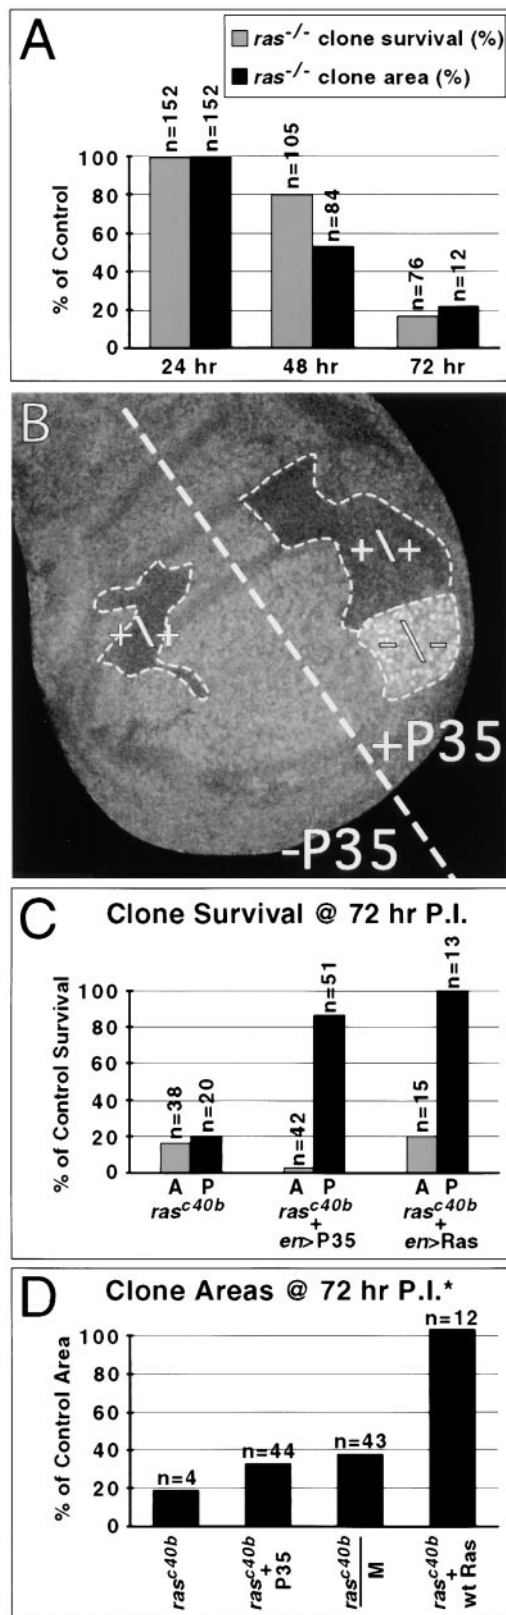 A
ras-/- clone survival (%)
ras-/- clone area (%)
% of Control
100
80
60
40
20
0
n=152
n=152
n=105
n=84
n=76
n=12
24 hr
48 hr
72 hr
B
+\+
+\+
-\-
+P35
-P35
C
Clone Survival @ 72 hr P.I.
% of Control Survival
100
80
60
40
20
0
n=38
n=20
n=42
n=51
n=15
n=13
A P
A P
A P
ras c40b
ras c40b + en>P35
ras c40b + en>Ras
D
Clone Areas @ 72 hr P.I.*
% of Control Area
100
80
60
40
20
0
n=4
n=44
n=43
n=12
ras c40b
ras c40b + P35
ras c40b M
ras c40b + wt Ras